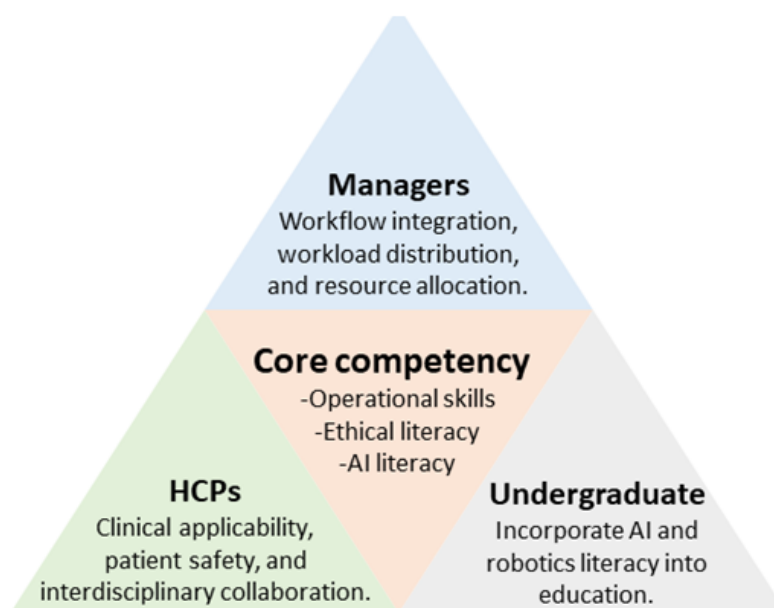 Managers
Workflow integration,
workload distribution,
and resource allocation.
Core competency
-Operational skills
-Ethical literacy
-AI literacy
HCPs
Clinical applicability,
patient safety, and
interdisciplinary collaboration.
Undergraduate
Incorporate AI and
robotics literacy into
education.